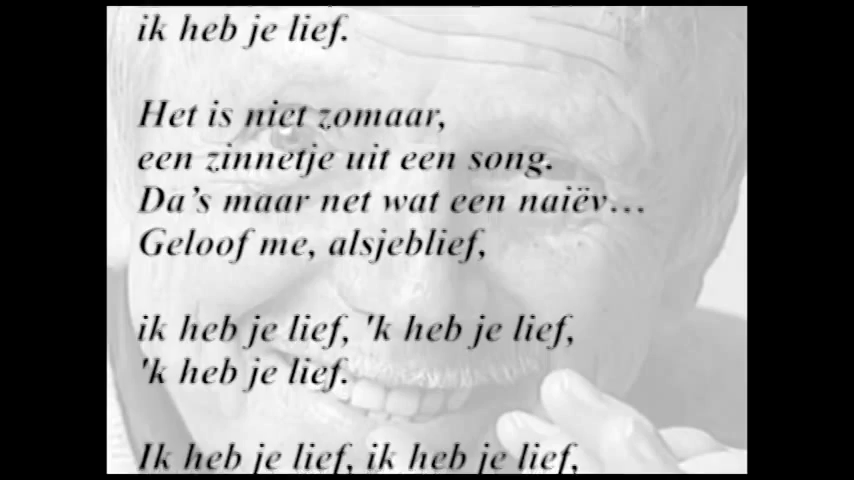 ik heb je lief.
Het is niet zomaar,
een zinnetje uit een song.
Da's maar net wat een naiëv...
Geloof me, alsjeblief,
ik heb je lief, 'k heb je lief,
'k heb je lief.
Ik heb je lief, ik heb je lief,